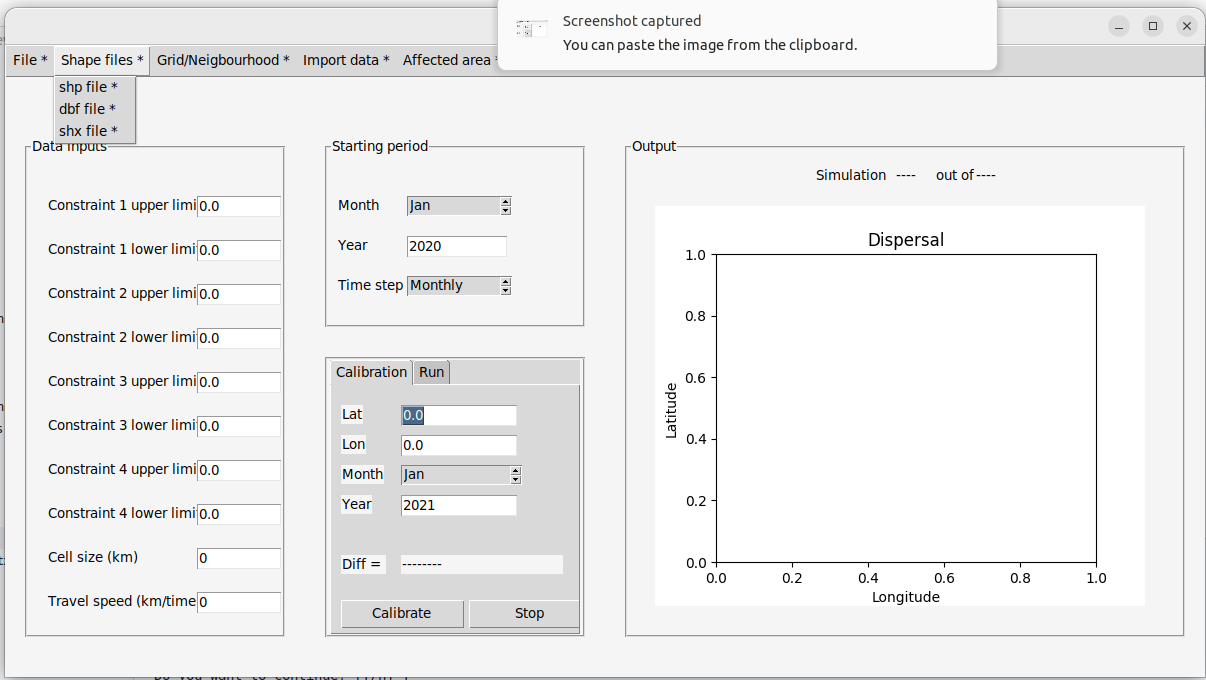 Screenshot captured
You can paste the image from the clipboard.
File * Shape files * Grid/Neigbourhood * Import data * Affected area *
shp file *
dbf file *
shx file *
Data inputs
Constraint 1 upper limi 0.0
Constraint 1 lower limi 0.0
Constraint 2 upper limi 0.0
Constraint 2 lower limi 0.0
Constraint 3 upper limi 0.0
Constraint 3 lower limi 0.0
Constraint 4 upper limi 0.0
Constraint 4 lower limi 0.0
Cell size (km) 0
Travel speed (km/time 0
Starting period
Month Jan
Year 2020
Time step Monthly
Calibration Run
Lat 0.0
Lon 0.0
Month Jan
Year 2021
Diff = --------
Calibrate Stop
Output
Simulation ---- out of ----
Dispersal
1.0
0.8
0.6
0.4
0.2
0.0
Latitude
0.0 0.2 0.4 0.6 0.8 1.0
Longitude